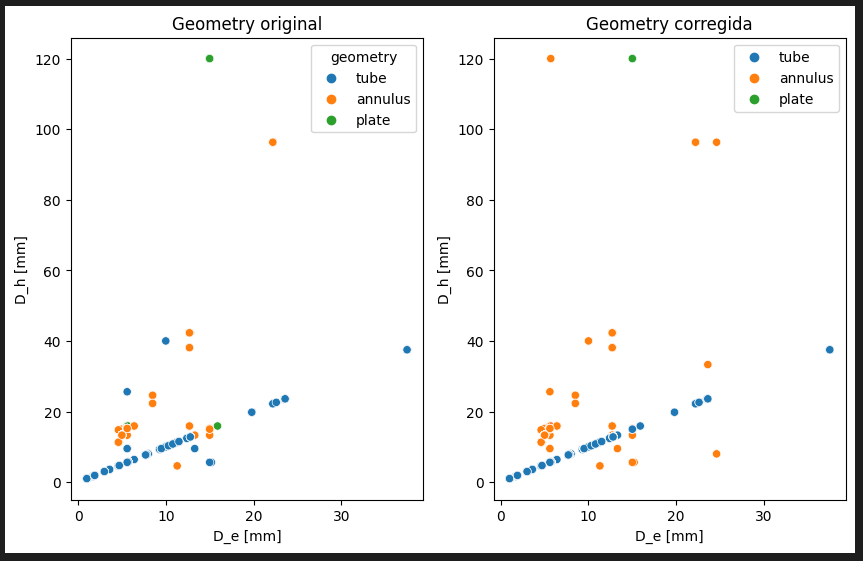 Geometry original
geometry
tube
annulus
plate
120
100
80
60
40
20
0
D_h [mm]
0 10 20 30
D_e [mm]
Geometry corregida
tube
annulus
plate
120
100
80
60
40
20
0
D_h [mm]
0 10 20 30
D_e [mm]